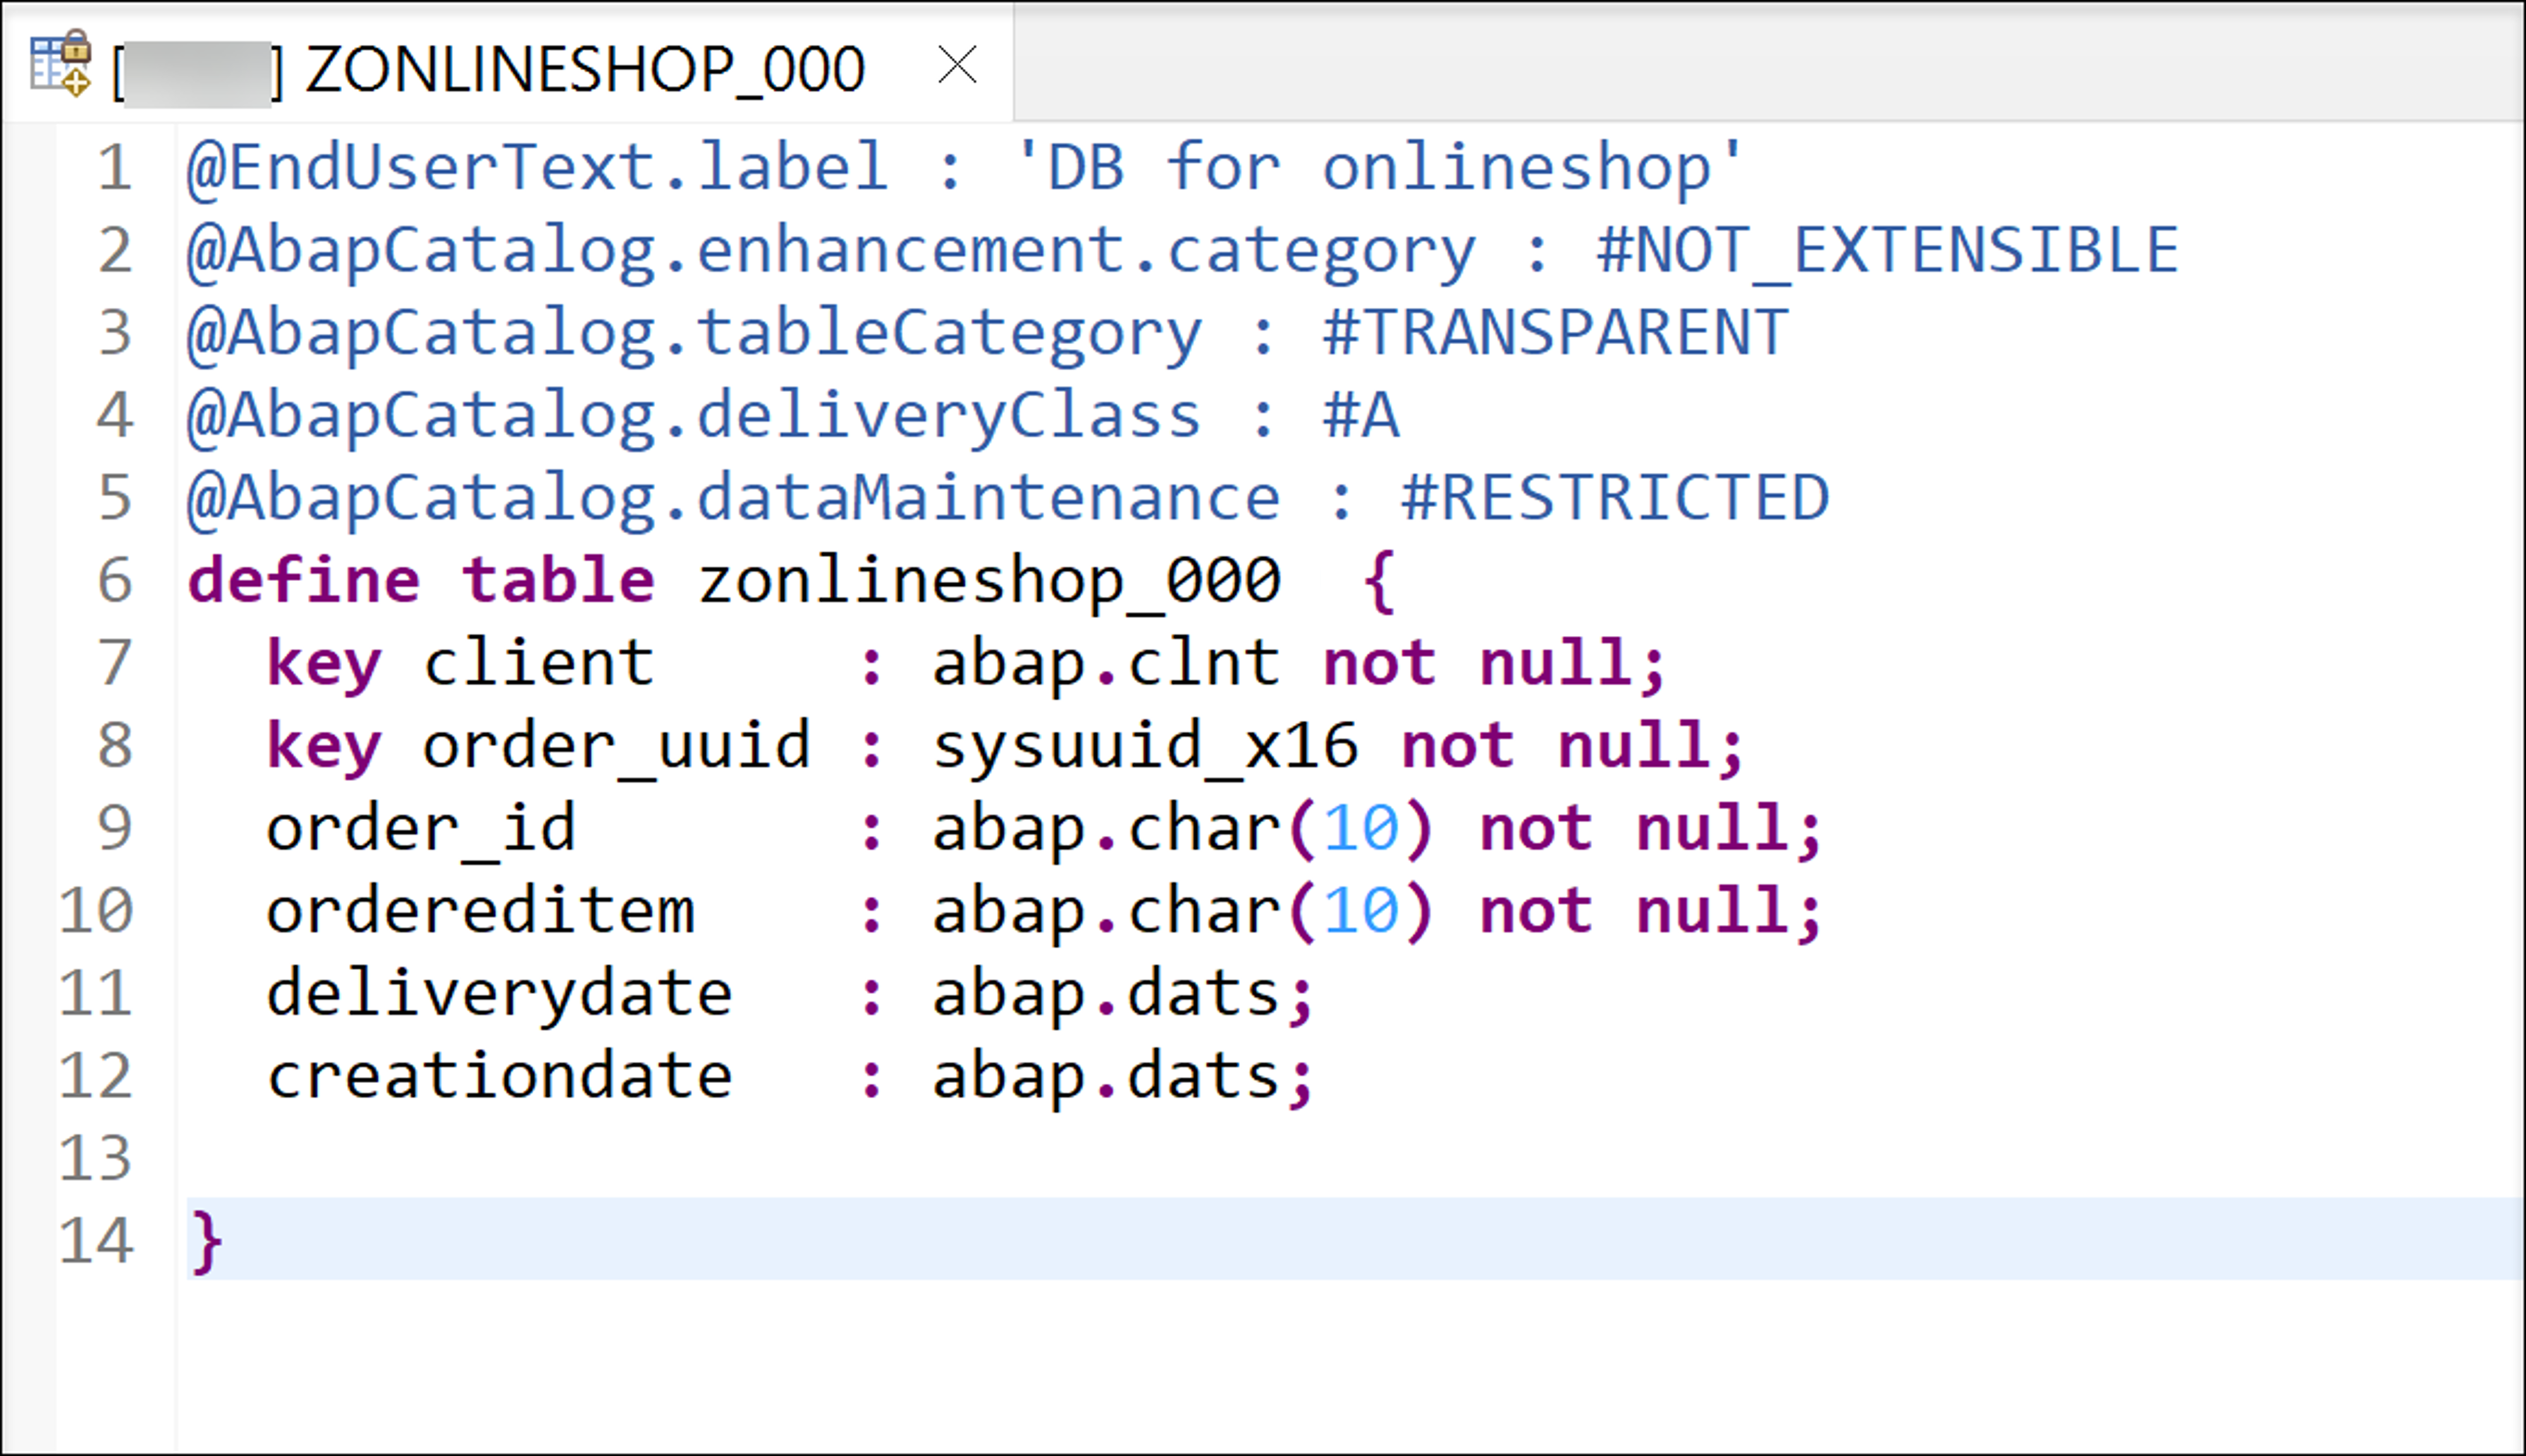 [ ] ZONLINESHOP_000
1 @EndUserText.label : 'DB for onlineshop'
2 @AbapCatalog.enhancement.category : #NOT_EXTENSIBLE
3 @AbapCatalog.tableCategory : #TRANSPARENT
4 @AbapCatalog.deliveryClass : #A
5 @AbapCatalog.dataMaintenance : #RESTRICTED
6 define table zonlineshop_000  {
7   key client     : abap.clnt not null;
8   key order_uuid : sysuuid_x16 not null;
9   order_id       : abap.char(10) not null;
10   ordereditem    : abap.char(10) not null;
11   deliverydate   : abap.dats;
12   creationdate   : abap.dats;
13
14 }